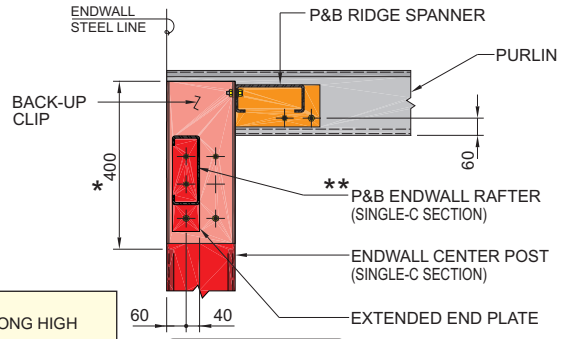 ENDWALL
STEEL LINE
P&B RIDGE SPANNER
PURLIN
BACK-UP
CLIP
*400
60
**P&B ENDWALL RAFTER
(SINGLE-C SECTION)
ENDWALL CENTER POST
(SINGLE-C SECTION)
60
40
EXTENDED END PLATE
ONG HIGH